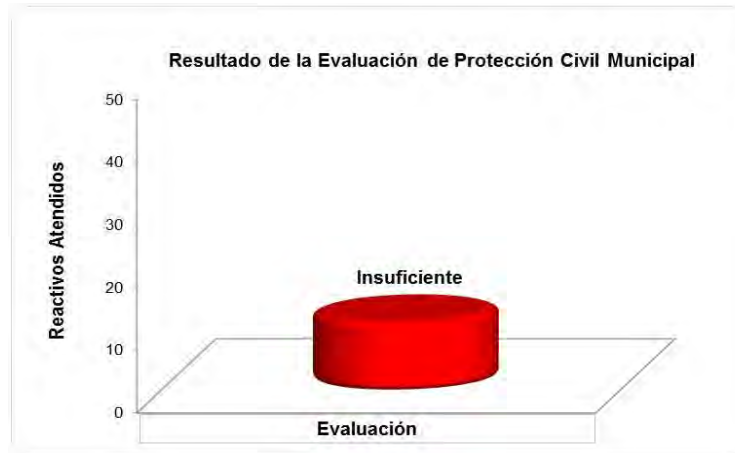 Resultado de la Evaluación de Protección Civil Municipal
50
40
30
20
10
0
Reactivos Atendidos
Insuficiente
Evaluación